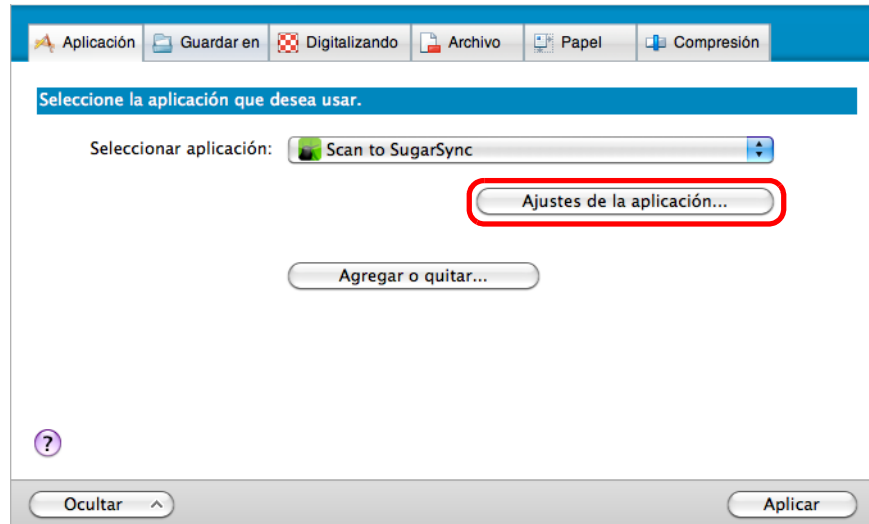 Aplicación Guardar en Digitalizando Archivo Papel Compresión
Seleccione la aplicación que desea usar.
Seleccionar aplicación: Scan to SugarSync
Ajustes de la aplicación...
Agregar o quitar...
?
Ocultar Aplicar